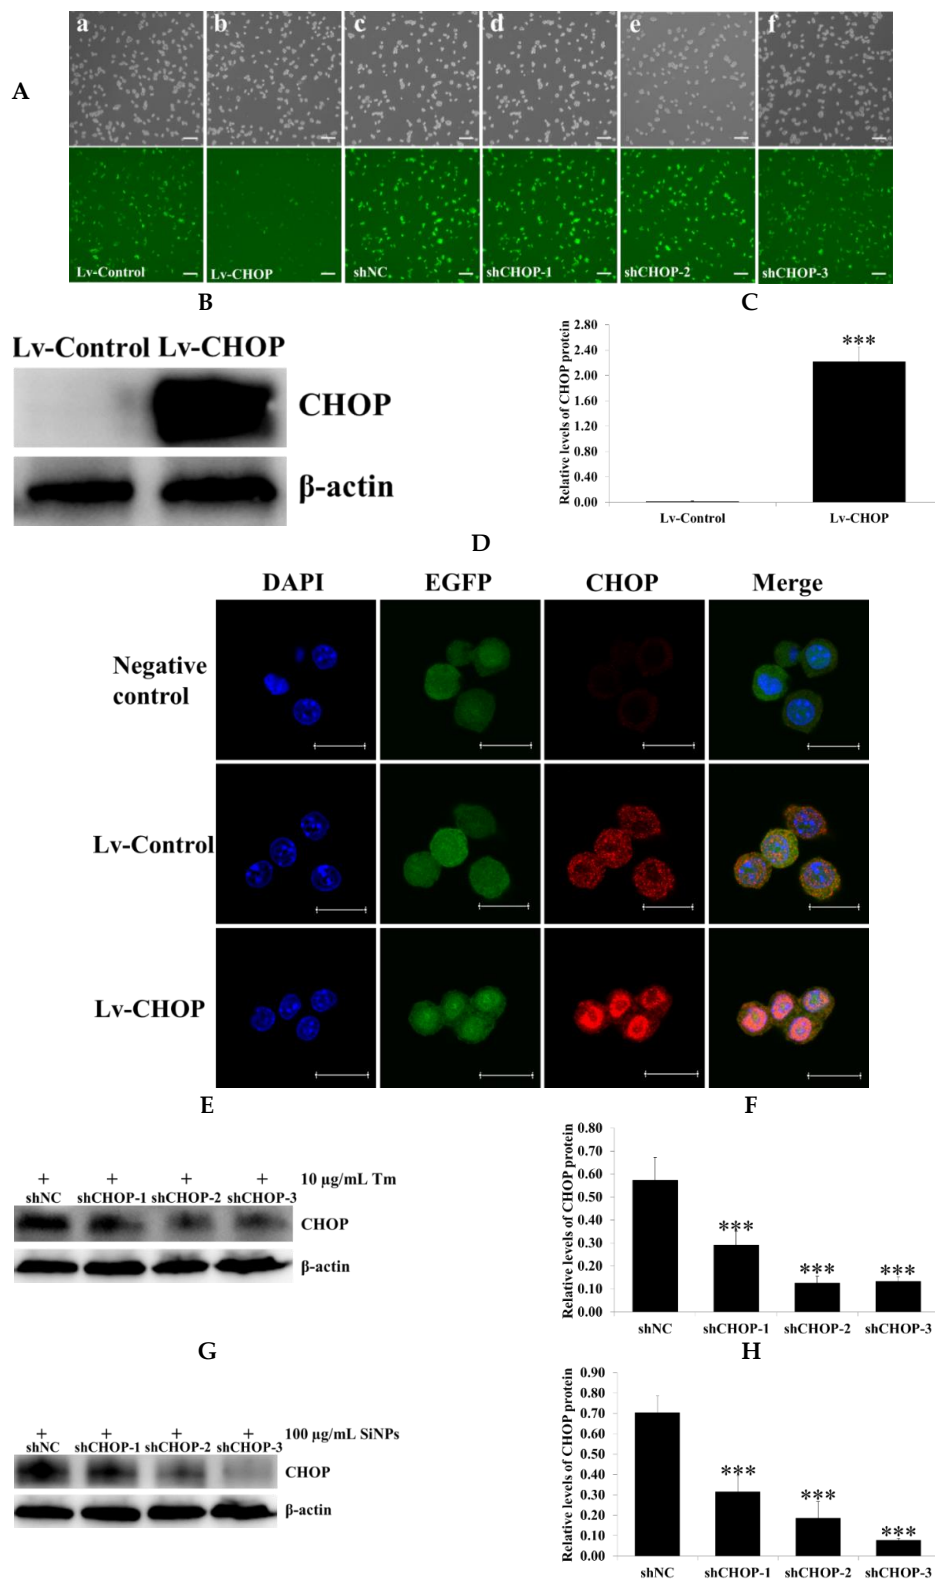 a b c d e f
A
Lv-Control Lv-CHOP shNC shCHOP-1 shCHOP-2 shCHOP-3
B
Lv-Control Lv-CHOP
CHOP
β-actin
C
Relative levels of CHOP protein
2.80
2.40
2.00
1.60
1.20
0.80
0.40
0.00
***
Lv-Control Lv-CHOP
D
DAPI EGFP CHOP Merge
Negative
control
Lv-Control
Lv-CHOP
E
+ + + + 10 μg/mL Tm
shNC shCHOP-1 shCHOP-2 shCHOP-3
CHOP
β-actin
F
Relative levels of CHOP protein
0.80
0.70
0.60
0.50
0.40
0.30
0.20
0.10
0.00
*** *** ***
shNC shCHOP-1 shCHOP-2 shCHOP-3
G
+ + + + 100 μg/mL SiNPs
shNC shCHOP-1 shCHOP-2 shCHOP-3
CHOP
β-actin
H
Relative levels of CHOP protein
0.90
0.80
0.70
0.60
0.50
0.40
0.30
0.20
0.10
0.00
*** *** ***
shNC shCHOP-1 shCHOP-2 shCHOP-3